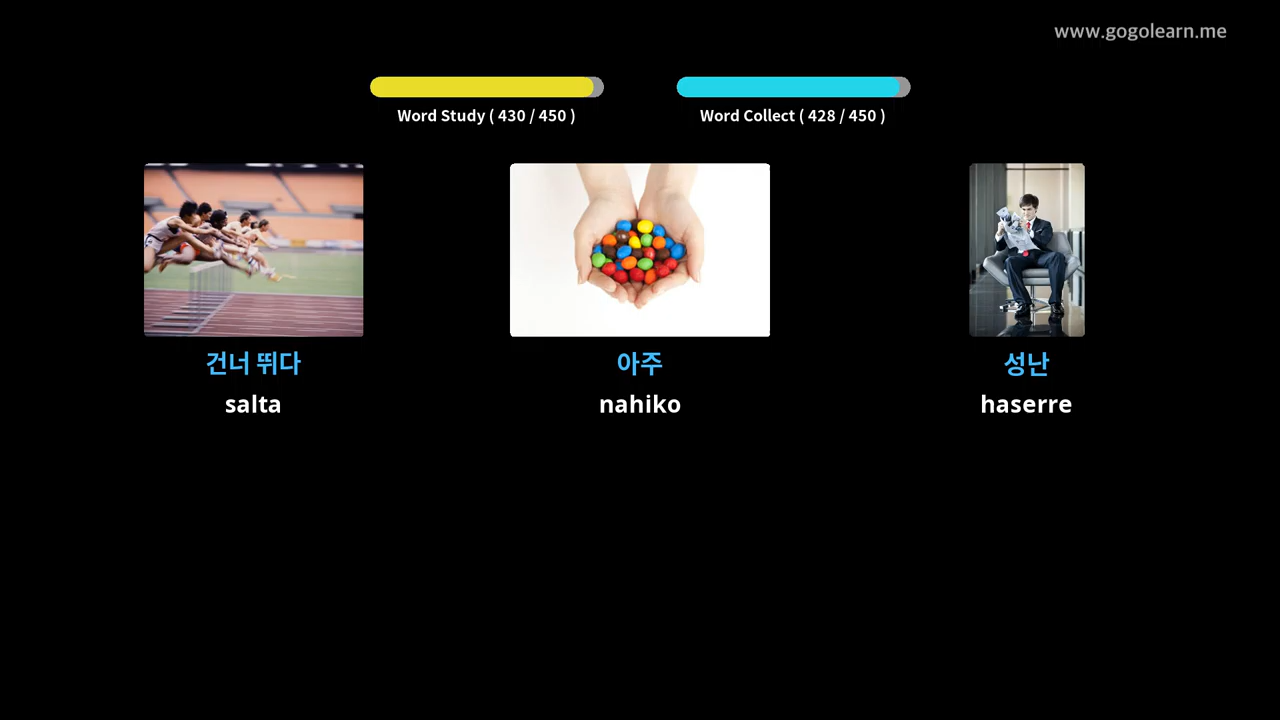 www.gogolearn.me
Word Study ( 430 / 450 )
Word Collect ( 428 / 450 )
건너 뛰다
아주
성난
salta
nahiko
haserre